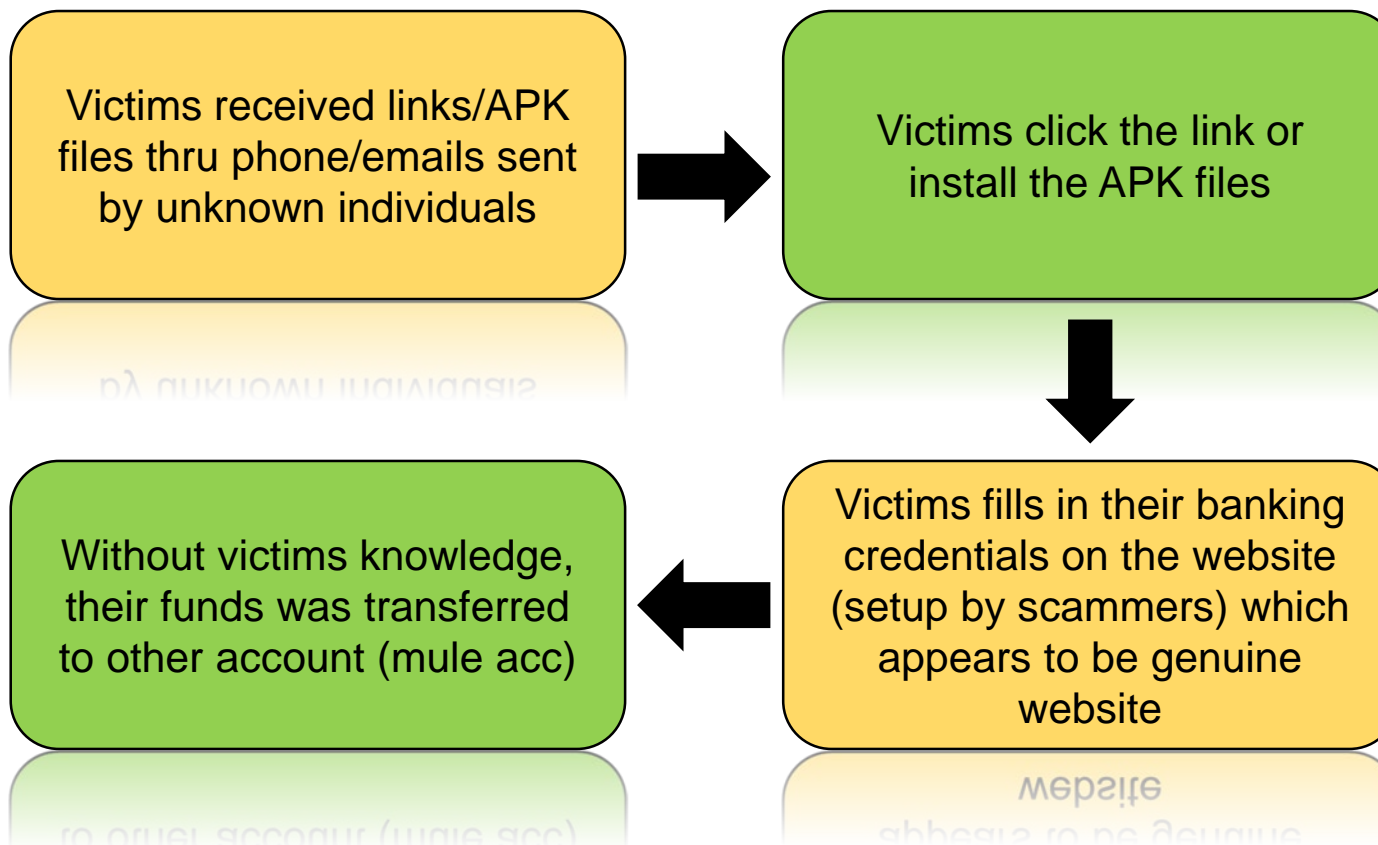 Victims received links/APK
files thru phone/emails sent
by unknown individuals
Victims click the link or
install the APK files
Victims fills in their banking
credentials on the website
(setup by scammers) which
appears to be genuine
website
Without victims knowledge,
their funds was transferred
to other account (mule acc)